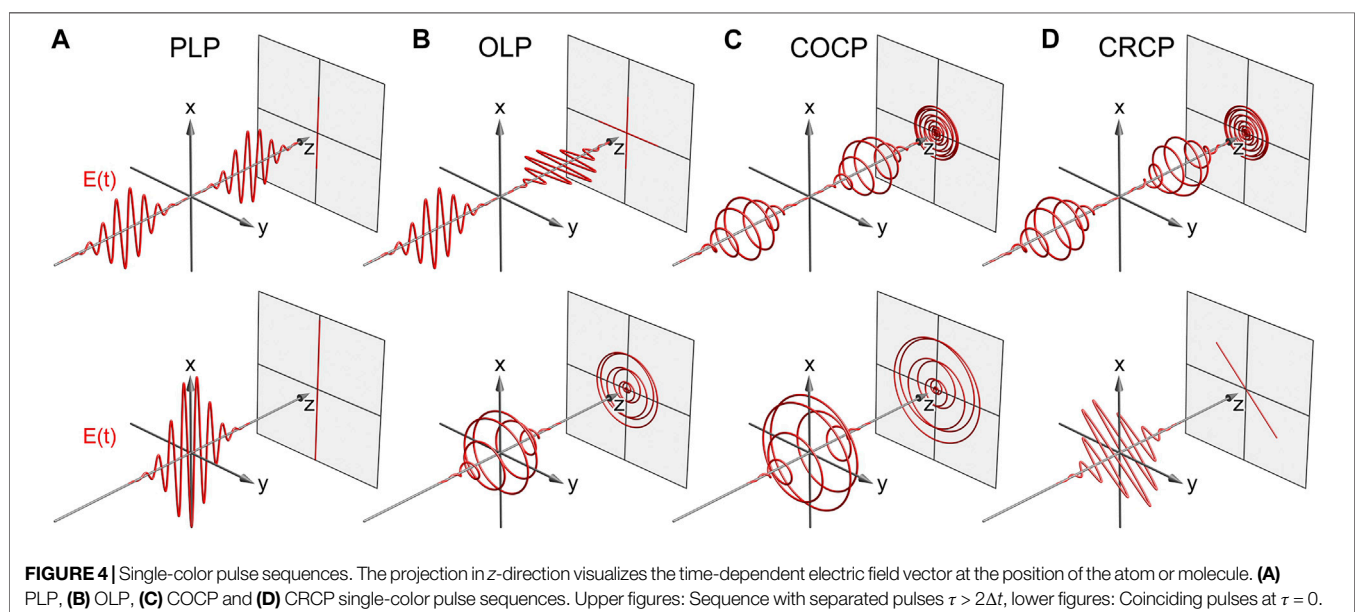 A PLP B OLP C COCP D CRCP
x x x x
z z z z
E(t)
y y y y
x x x x
z z z z
E(t)
y y y y
FIGURE 4 | Single-color pulse sequences. The projection in z-direction visualizes the time-dependent electric field vector at the position of the atom or molecule. (A)
PLP, (B) OLP, (C) COCP and (D) CRCP single-color pulse sequences. Upper figures: Sequence with separated pulses τ > 2Δt, lower figures: Coinciding pulses at τ = 0.